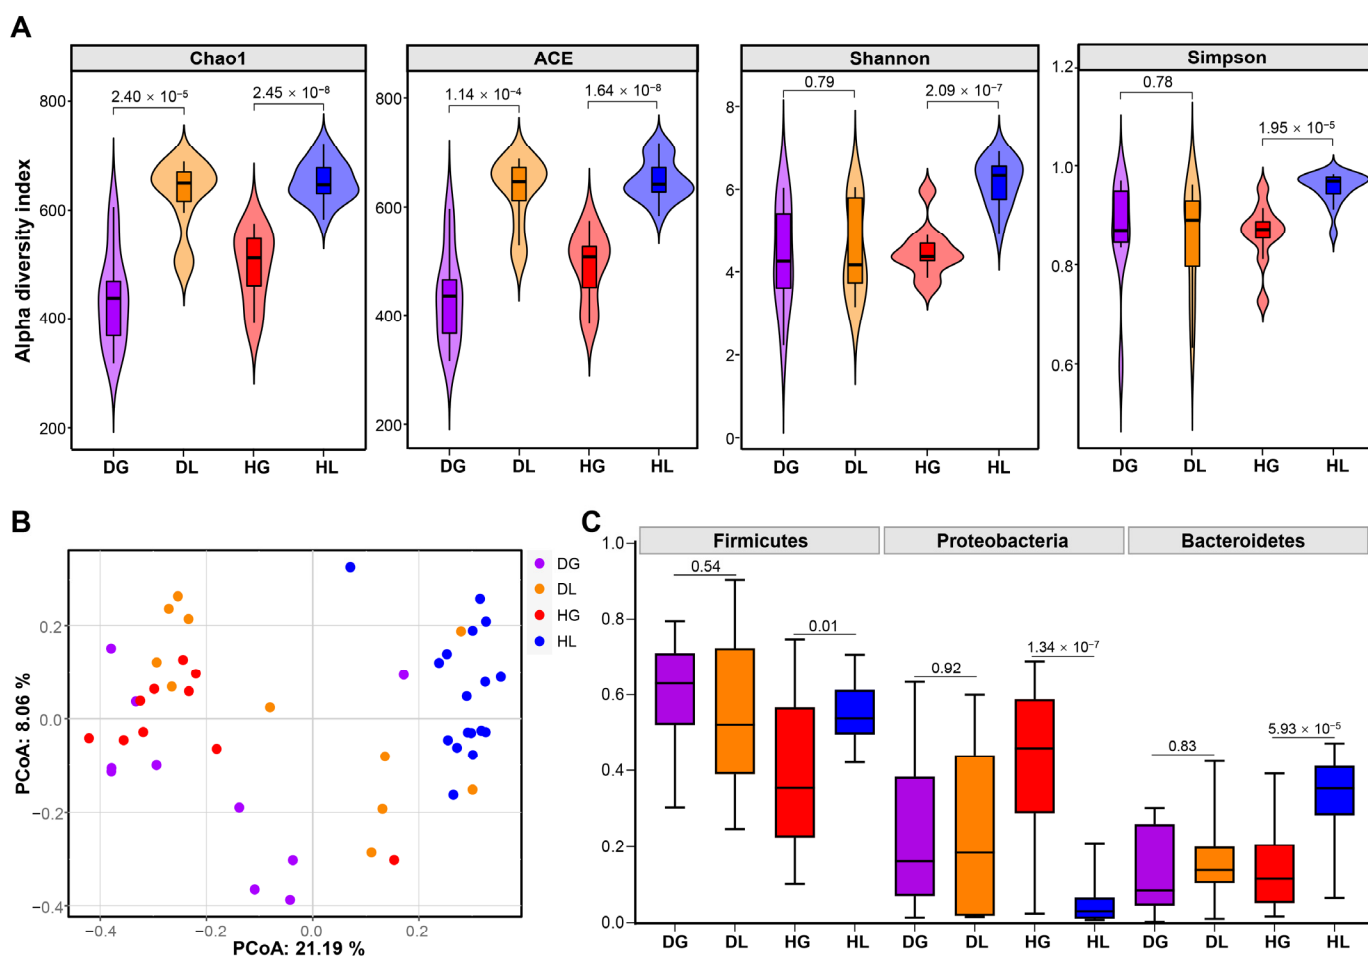 A
Chao1 ACE Shannon Simpson
Alpha diversity index
800 600 400 200
2.40 × 10⁻⁵ 2.45 × 10⁻⁸
DG DL HG HL
800 600 400 200
1.14 × 10⁻⁴ 1.64 × 10⁻⁸
DG DL HG HL
8 6 4 2 0
0.79 2.09 × 10⁻⁷
DG DL HG HL
1.2 1.0 0.8 0.6
0.78 1.95 × 10⁻⁵
DG DL HG HL
B
PCoA: 8.06 %
0.2
0.0
−0.2
−0.4
−0.4 −0.2 0.0 0.2
PCoA: 21.19 %
DG
DL
HG
HL
C
Firmicutes Proteobacteria Bacteroidetes
1.0
0.8
0.6
0.4
0.2
0.0
0.54 0.01 0.92 1.34 × 10⁻⁷ 0.83 5.93 × 10⁻⁵
DG DL HG HL DG DL HG HL DG DL HG HL